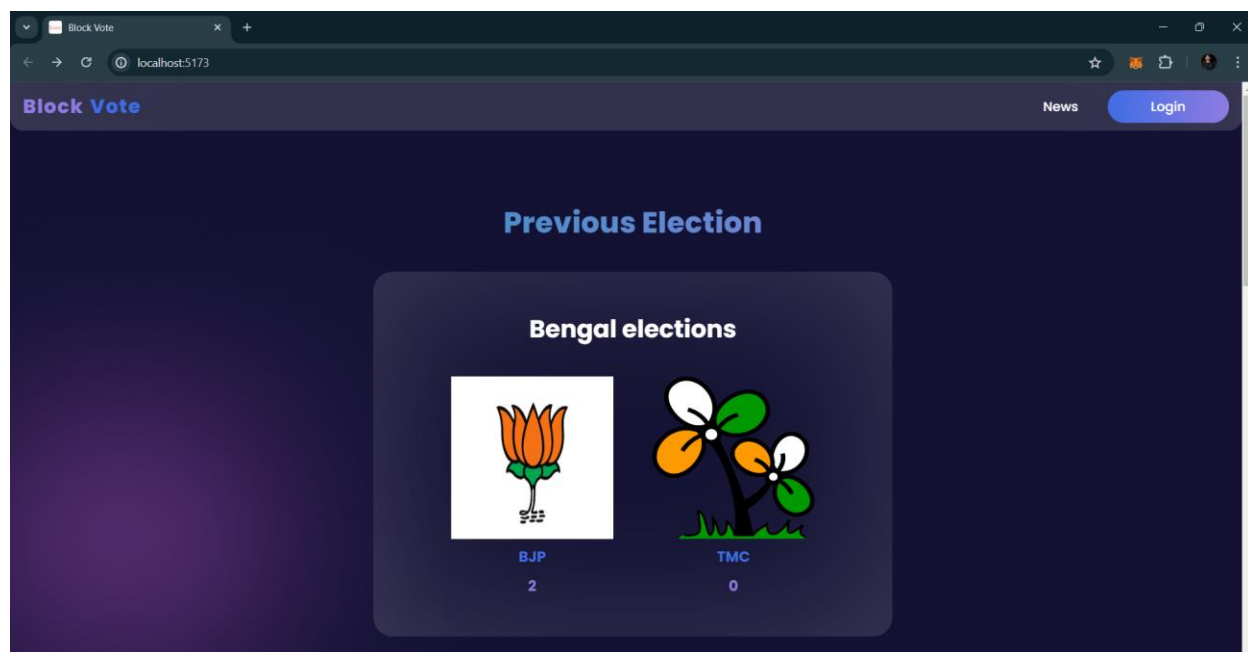 Block Vote
localhost:5173
Block Vote
News
Login
Previous Election
Bengal elections
BJP
TMC
2
0